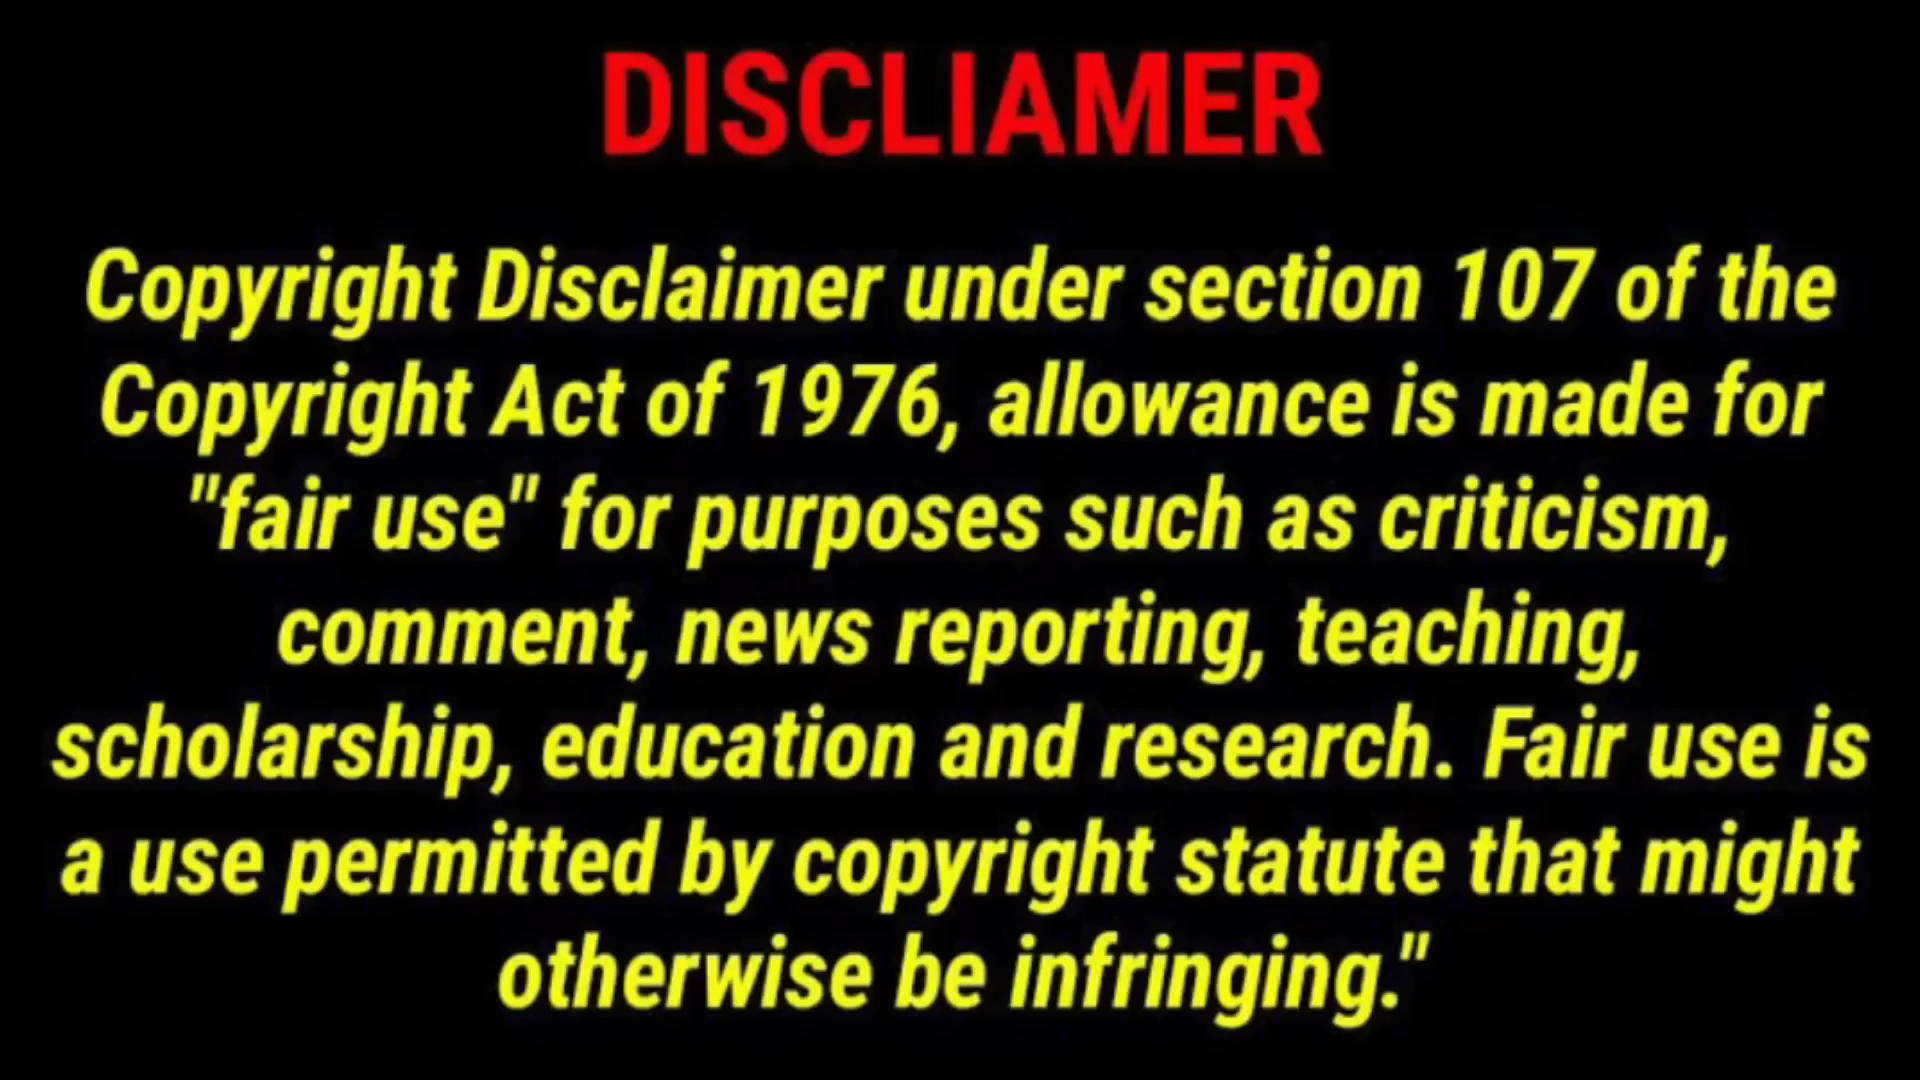 DISCLIAMER
Copyright Disclaimer under section 107 of the
Copyright Act of 1976, allowance is made for
"fair use" for purposes such as criticism,
comment, news reporting, teaching,
scholarship, education and research. Fair use is
a use permitted by copyright statute that might
otherwise be infringing."